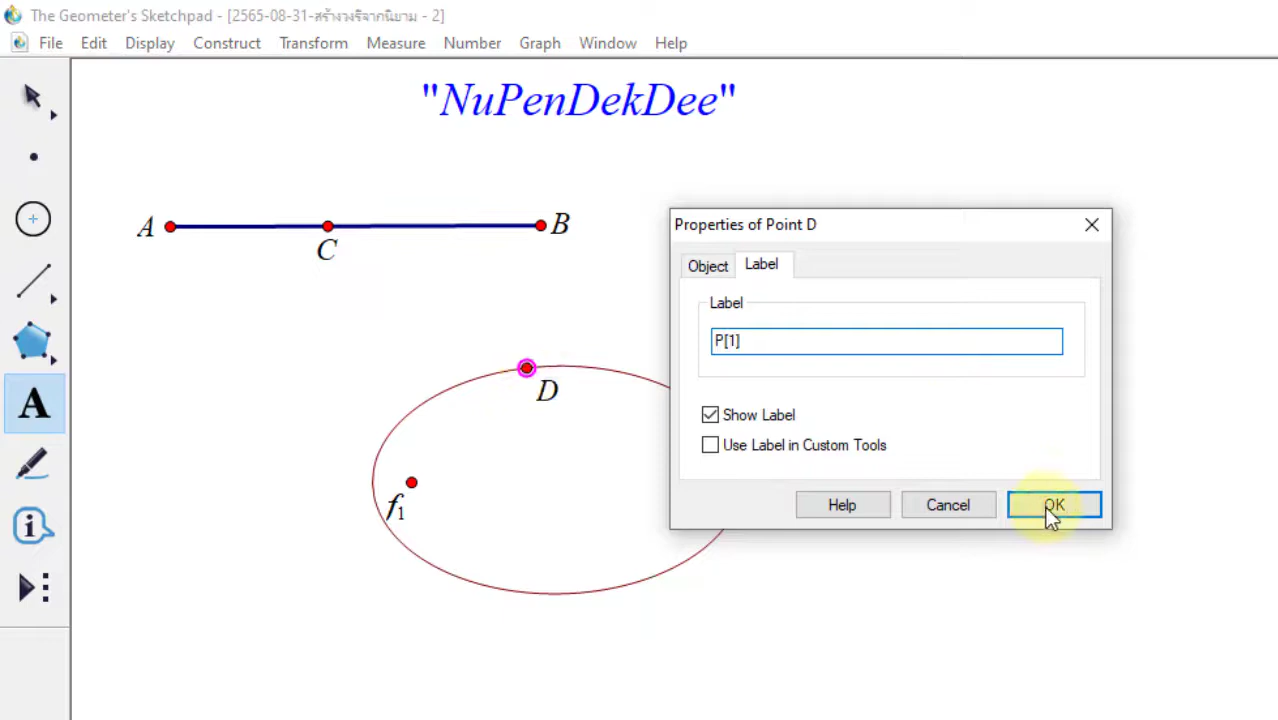 The Geometer's Sketchpad - [2565-08-31-สร้างวงรีจากนิยาม - 2]
File Edit Display Construct Transform Measure Number Graph Window Help
"NuPenDekDee"
A C B
Properties of Point D
Object Label
Label
P[1]
D
Show Label
Use Label in Custom Tools
f1
Help Cancel OK
A